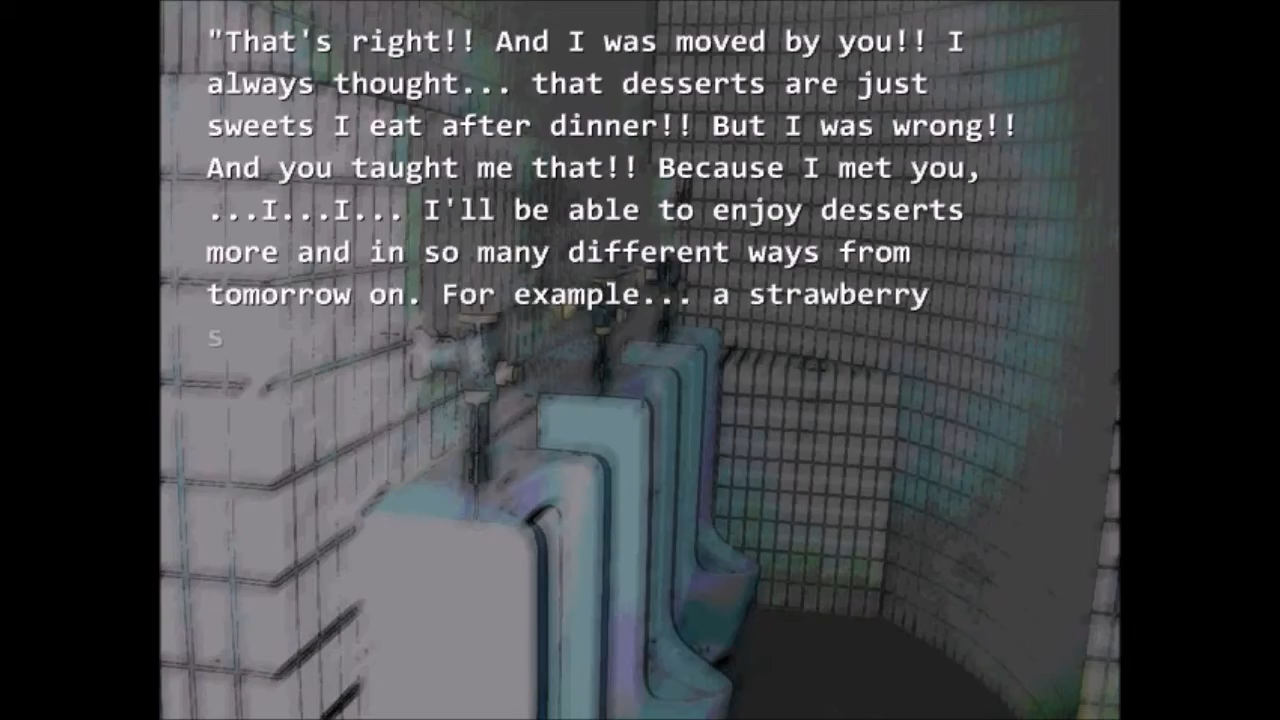 "That's right!! And I was moved by you!! I
always thought... that desserts are just
sweets I eat after dinner!! But I was wrong!!
And you taught me that!! Because I met you,
...I...I... I'll be able to enjoy desserts
more and in so many different ways from
tomorrow on. For example... a strawberry
s